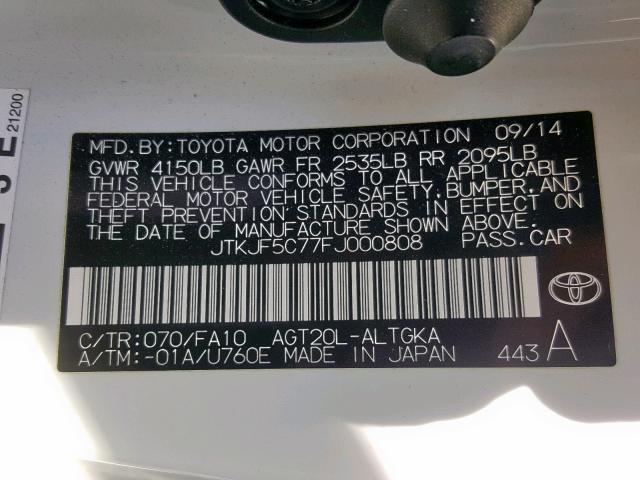 MFD.BY:TOYOTA MOTOR CORPORATION 09/14
GVWR 4150LB GAWR FR 2535LB RR 2095LB
THIS VEHICLE CONFORMS TO ALL APPLICABLE
FEDERAL MOTOR VEHICLE SAFETY,BUMPER,AND
THEFT PREVENTION STANDARDS IN EFFECT ON
THE DATE OF MANUFACTURE SHOWN ABOVE.
JTKJF5C77FJ000808 PASS.CAR
C/TR:070/FA10 AGT20L-ALTGKA
A/TM:-01A/U760E MADE IN JAPAN 443 A
21200